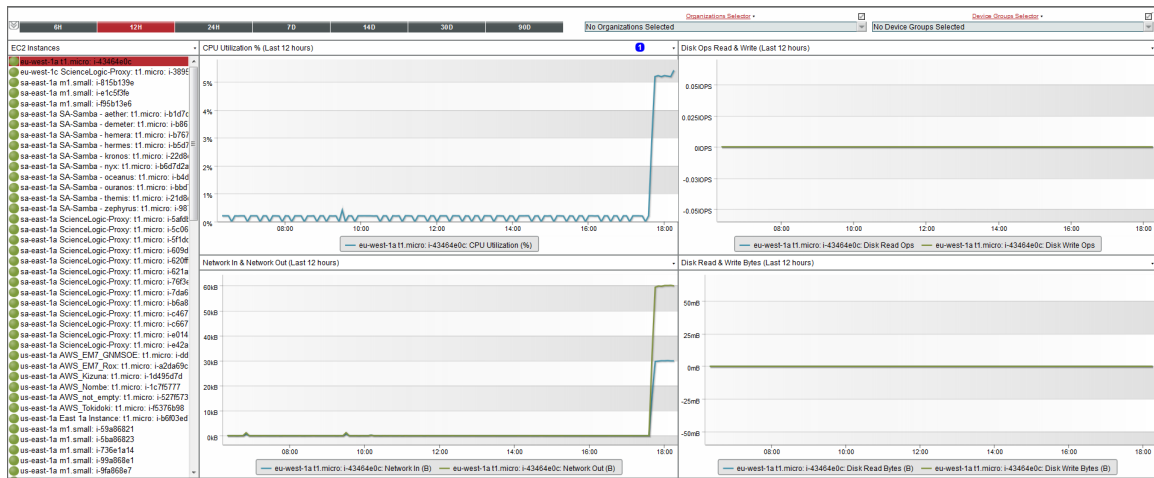 6H 12H 24H 7D 14D 30D 90D
Organizations Selector
No Organizations Selected
Device Groups Selector
No Device Groups Selected
EC2 Instances
eu-west-1a t1.micro: i-43464e0c
eu-west-1c ScienceLogic-Proxy: t1.micro: i-3895
sa-east-1a m1.small: i-815b139e
sa-east-1a m1.small: i-e1c5f3fe
sa-east-1a m1.small: i-f95b13e6
sa-east-1a SA-Samba - aether: t1.micro: i-b1d7c
sa-east-1a SA-Samba - demeter: t1.micro: i-b86
sa-east-1a SA-Samba - hemera: t1.micro: i-b767
sa-east-1a SA-Samba - hermes: t1.micro: i-b5d7
sa-east-1a SA-Samba - kronos: t1.micro: i-22d8
sa-east-1a SA-Samba - nyx: t1.micro: i-b6d7d2a
sa-east-1a SA-Samba - oceanus: t1.micro: i-b4d
sa-east-1a SA-Samba - ouranos: t1.micro: i-bbd
sa-east-1a SA-Samba - themis: t1.micro: i-21d8
sa-east-1a SA-Samba - zephyrus: t1.micro: i-98
sa-east-1a ScienceLogic-Proxy: t1.micro: i-5afdb
sa-east-1a ScienceLogic-Proxy: t1.micro: i-5c06
sa-east-1a ScienceLogic-Proxy: t1.micro: i-5f1dc
sa-east-1a ScienceLogic-Proxy: t1.micro: i-609d
sa-east-1a ScienceLogic-Proxy: t1.micro: i-620ff
sa-east-1a ScienceLogic-Proxy: t1.micro: i-621a
sa-east-1a ScienceLogic-Proxy: t1.micro: i-76f3e
sa-east-1a ScienceLogic-Proxy: t1.micro: i-7da6
sa-east-1a ScienceLogic-Proxy: t1.micro: i-b6a8
sa-east-1a ScienceLogic-Proxy: t1.micro: i-c467
sa-east-1a ScienceLogic-Proxy: t1.micro: i-c667
sa-east-1a ScienceLogic-Proxy: t1.micro: i-e014
sa-east-1a ScienceLogic-Proxy: t1.micro: i-e42a
us-east-1a AWS_EM7_GNMSOE: t1.micro: i-dd
us-east-1a AWS_EM7_Rox: t1.micro: i-a2da69c
us-east-1a AWS_Kizuna: t1.micro: i-1d495d7d
us-east-1a AWS_Nombe: t1.micro: i-1c7f5777
us-east-1a AWS_not_empty: t1.micro: i-527f573
us-east-1a AWS_Tokidoki: t1.micro: i-f5376b98
us-east-1a East 1a Instance: t1.micro: i-b6f03ed
us-east-1a m1.small: i-59a86821
us-east-1a m1.small: i-5ba86823
us-east-1a m1.small: i-736e1a14
us-east-1a m1.small: i-99a868e1
us-east-1a m1.small: i-9fa868e7
CPU Utilization % (Last 12 hours)
1
5%
4%
3%
2%
1%
0%
08:00 10:00 12:00 14:00 16:00 18:00
eu-west-1a t1.micro: i-43464e0c: CPU Utilization (%)
Disk Ops Read & Write (Last 12 hours)
0.05IOPS
0.025IOPS
0IOPS
-0.03IOPS
-0.05IOPS
08:00 10:00 12:00 14:00 16:00 18:00
eu-west-1a t1.micro: i-43464e0c: Disk Read Ops eu-west-1a t1.micro: i-43464e0c: Disk Write Ops
Network In & Network Out (Last 12 hours)
60kB
50kB
40kB
30kB
20kB
10kB
0kB
08:00 10:00 12:00 14:00 16:00 18:00
eu-west-1a t1.micro: i-43464e0c: Network In (B) eu-west-1a t1.micro: i-43464e0c: Network Out (B)
Disk Read & Write Bytes (Last 12 hours)
50mB
25mB
0mB
-25mB
-50mB
08:00 10:00 12:00 14:00 16:00 18:00
eu-west-1a t1.micro: i-43464e0c: Disk Read Bytes (B) eu-west-1a t1.micro: i-43464e0c: Disk Write Bytes (B)